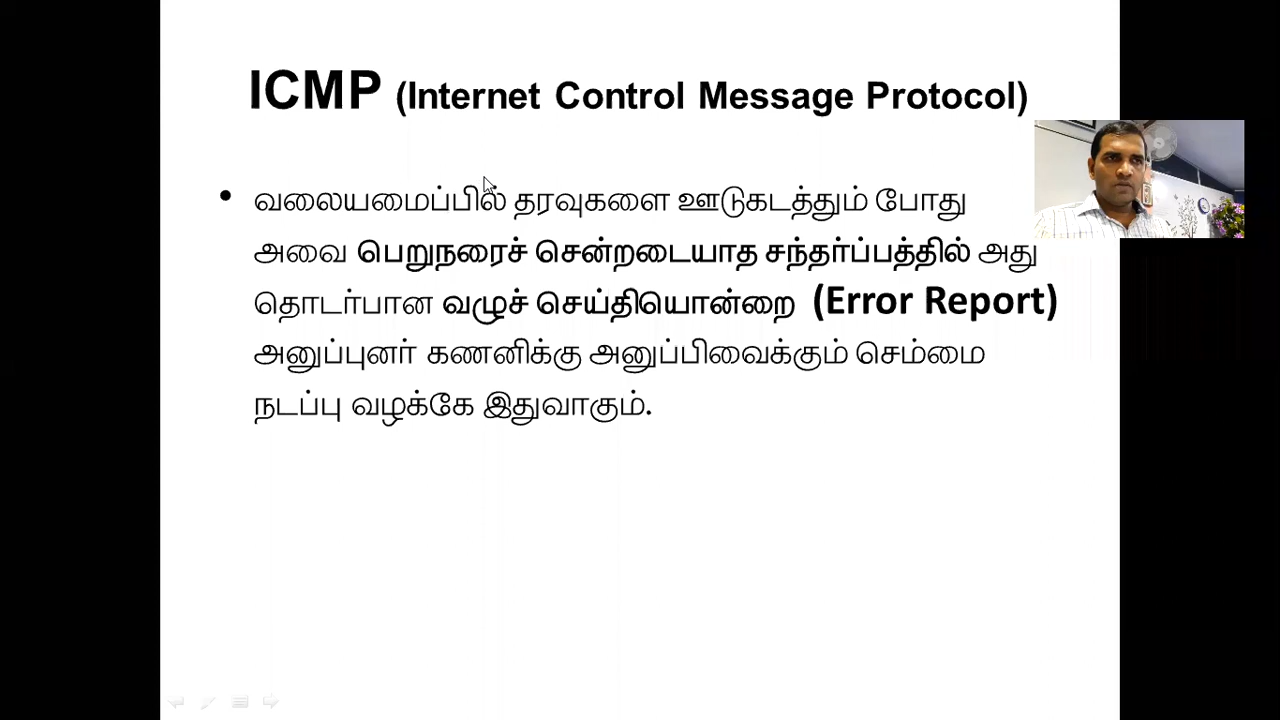 ICMP (Internet Control Message Protocol)
• வலையமைப்பில் தரவுகளை ஊடுகடத்தும் போது
அவை பெறுநரைச் சென்றடையாத சந்தர்ப்பத்தில் அது
தொடர்பான வழுச் செய்தியொன்றை (Error Report)
அனுப்புனர் கணனிக்கு அனுப்பிவைக்கும் செம்மை
நடப்பு வழக்கே இதுவாகும்.